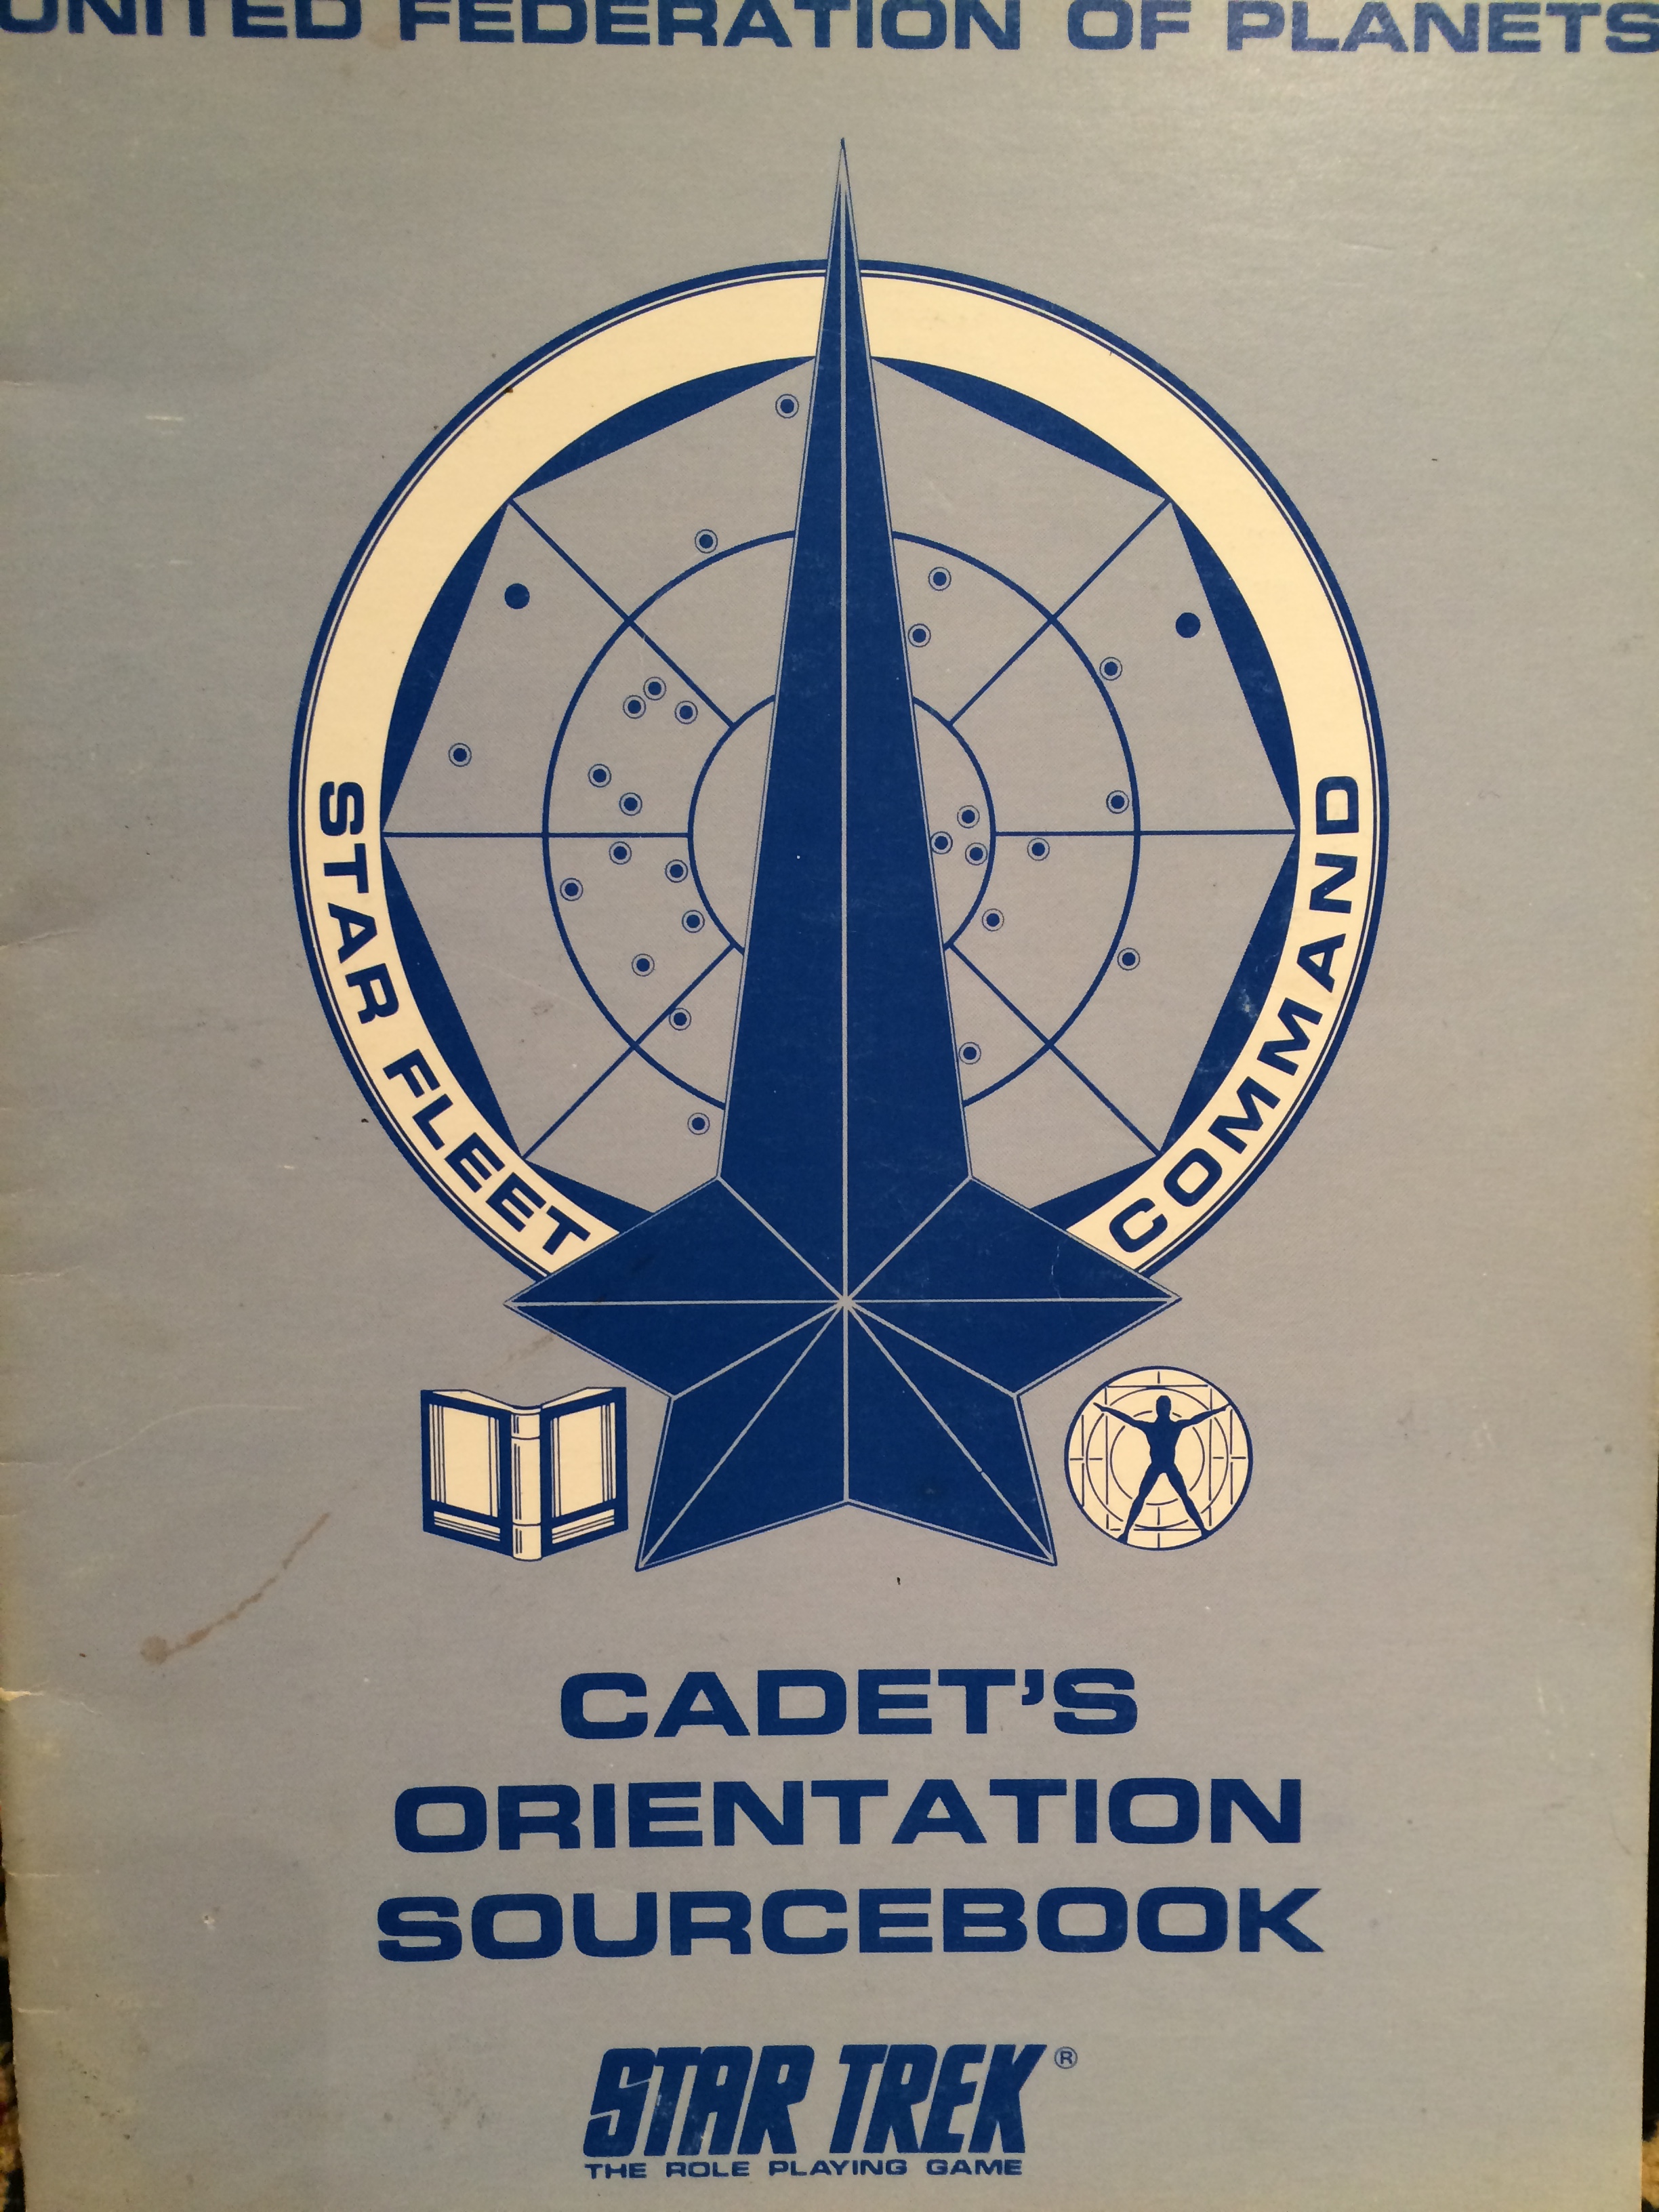 UNITED FEDERATION OF PLANETS
STAR FLEET COMMAND
CADET'S
ORIENTATION
SOURCEBOOK
STAR TREK®
THE ROLE PLAYING GAME